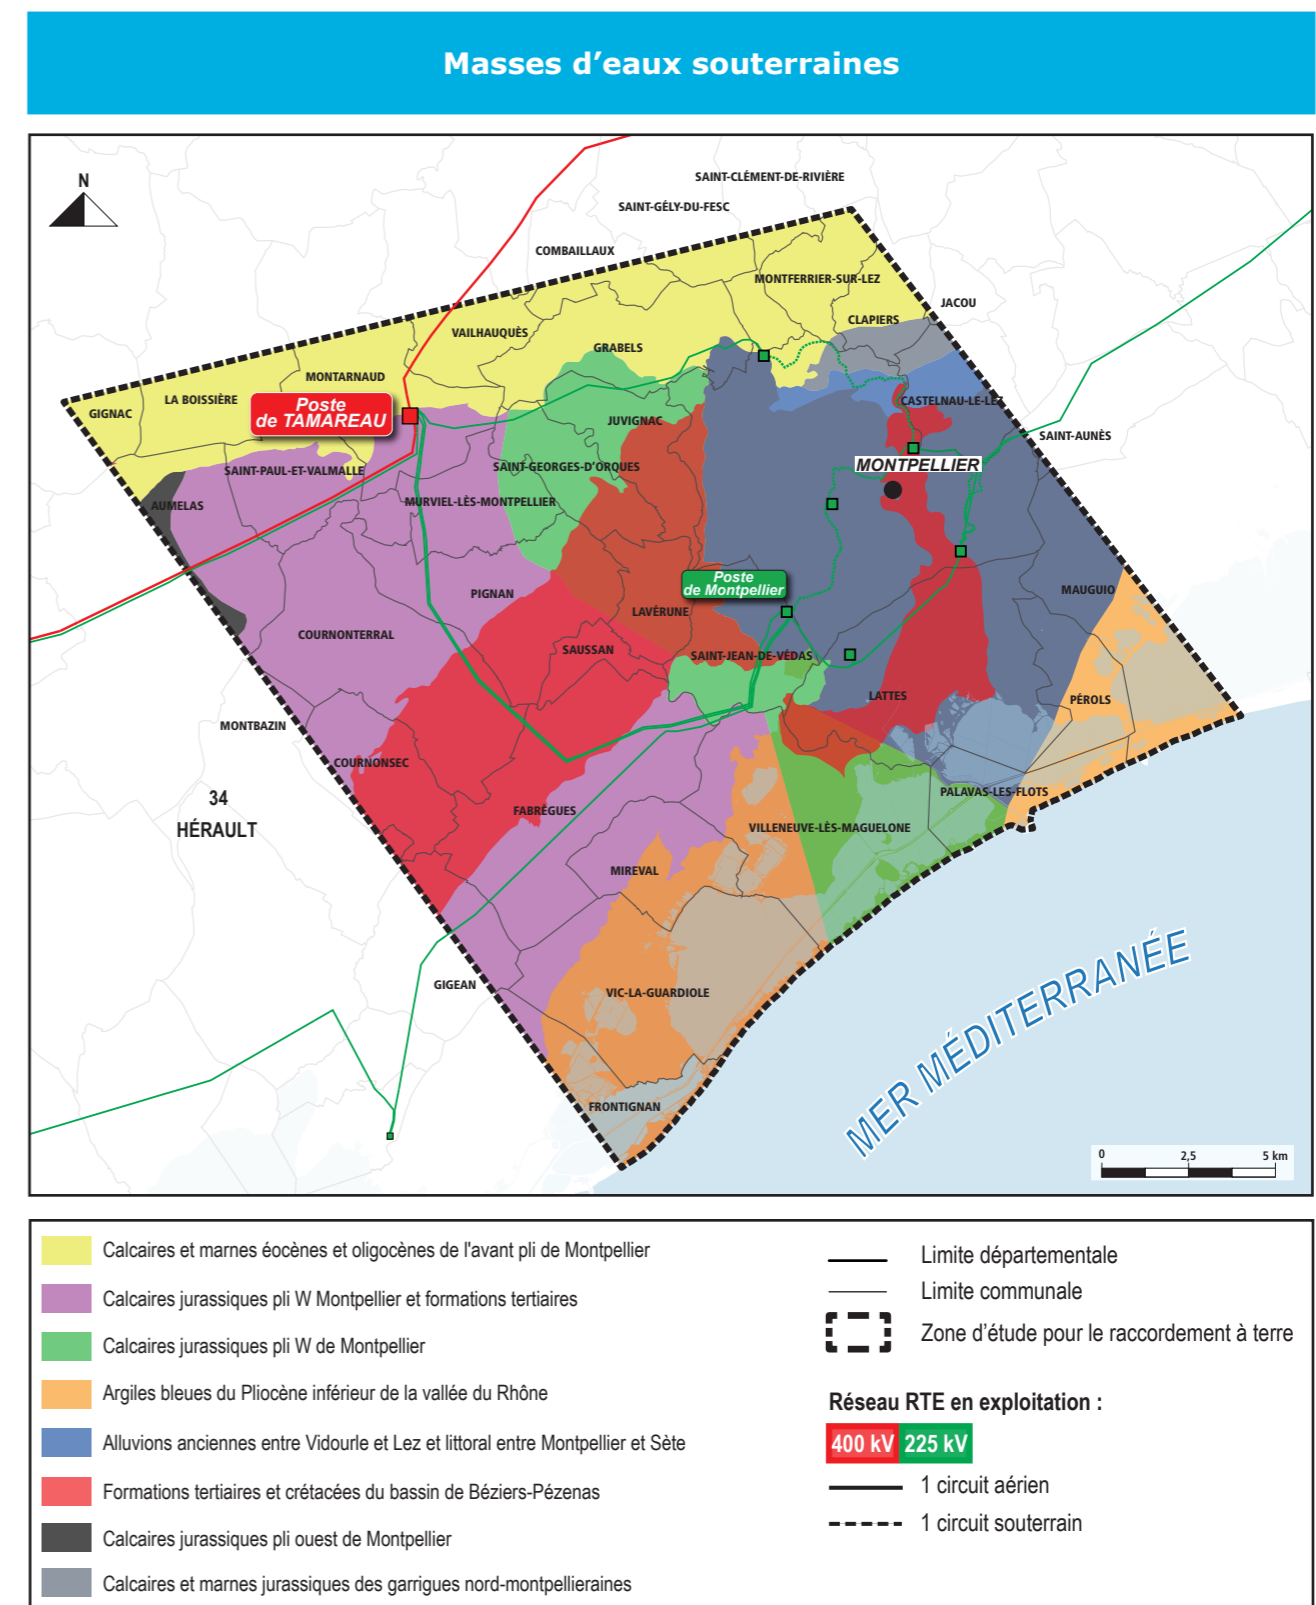 Masses d'eaux souterraines
N
SAINT-CLÉMENT-DE-RIVIÈRE
SAINT-GÉLY-DU-FESC
COMBAILLAUX
MONTFERRIER-SUR-LEZ
JACOU
CLAPIERS
VAILHAUQUÈS
GRABELS
MONTARNAUD
LA BOISSIÈRE
GIGNAC
Poste
de TAMAREAU
CASTELNAU-LE-LEZ
JUVIGNAC
SAINT-AUNÈS
SAINT-PAUL-ET-VALMALLE
SAINT-GEORGES-D'ORQUES
MONTPELLIER
AUMELAS
MURVIEL-LÈS-MONTPELLIER
Poste
de Montpellier
MAUGUIO
PIGNAN
LAVÉRUNE
COURNONTERRAL
SAUSSAN
SAINT-JEAN-DE-VÉDAS
LATTES
PÉROLS
MONTBAZIN
COURNONSEC
34
HÉRAULT
PALAVAS-LES-FLOTS
FABRÈGUES
VILLENEUVE-LÈS-MAGUELONE
MIREVAL
GIGEAN
VIC-LA-GUARDIOLE
MER MÉDITERRANÉE
FRONTIGNAN
0 2,5 5 km
Calcaires et marnes éocènes et oligocènes de l'avant pli de Montpellier
Calcaires jurassiques pli W Montpellier et formations tertiaires
Calcaires jurassiques pli W de Montpellier
Argiles bleues du Pliocène inférieur de la vallée du Rhône
Alluvions anciennes entre Vidourle et Lez et littoral entre Montpellier et Sète
Formations tertiaires et crétacées du bassin de Béziers-Pézenas
Calcaires jurassiques pli ouest de Montpellier
Calcaires et marnes jurassiques des garrigues nord-montpellieraines
Limite départementale
Limite communale
Zone d'étude pour le raccordement à terre
Réseau RTE en exploitation :
400 kV 225 kV
1 circuit aérien
1 circuit souterrain